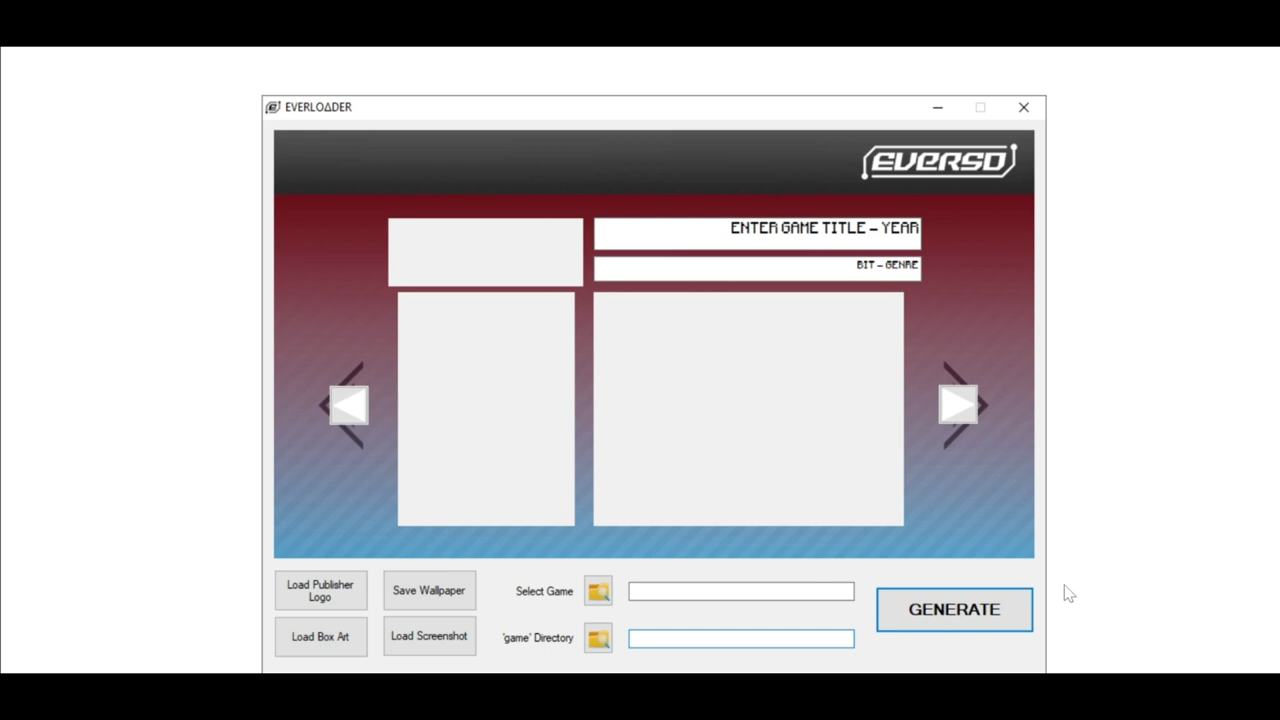 EVERLOΔDER
EVERSD
ENTER GAME TITLE - YEAR
BIT - GENRE
Load Publisher
Logo
Save Wallpaper
Select Game
GENERATE
Load Box Art
Load Screenshot
'game' Directory